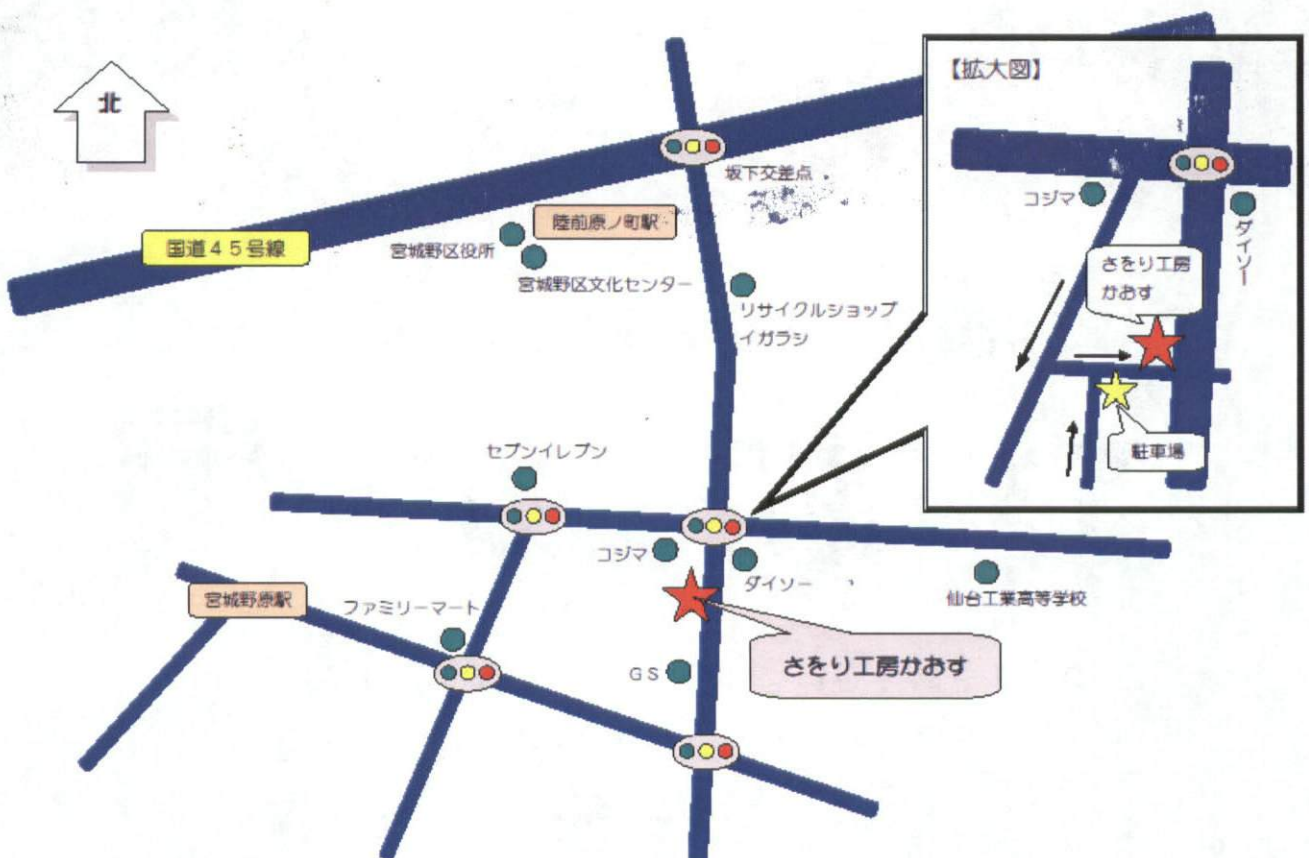 北
【拡大図】
コジマ
ダイソー
さをり工房
かおす
駐車場
坂下交差点
陸前原ノ町駅
国道45号線
宮城野区役所
宮城野区文化センター
リサイクルショップ
イガラシ
セブンイレブン
コジマ
ダイソー
仙台工業高等学校
宮城野原駅
ファミリーマート
GS
さをり工房かおす